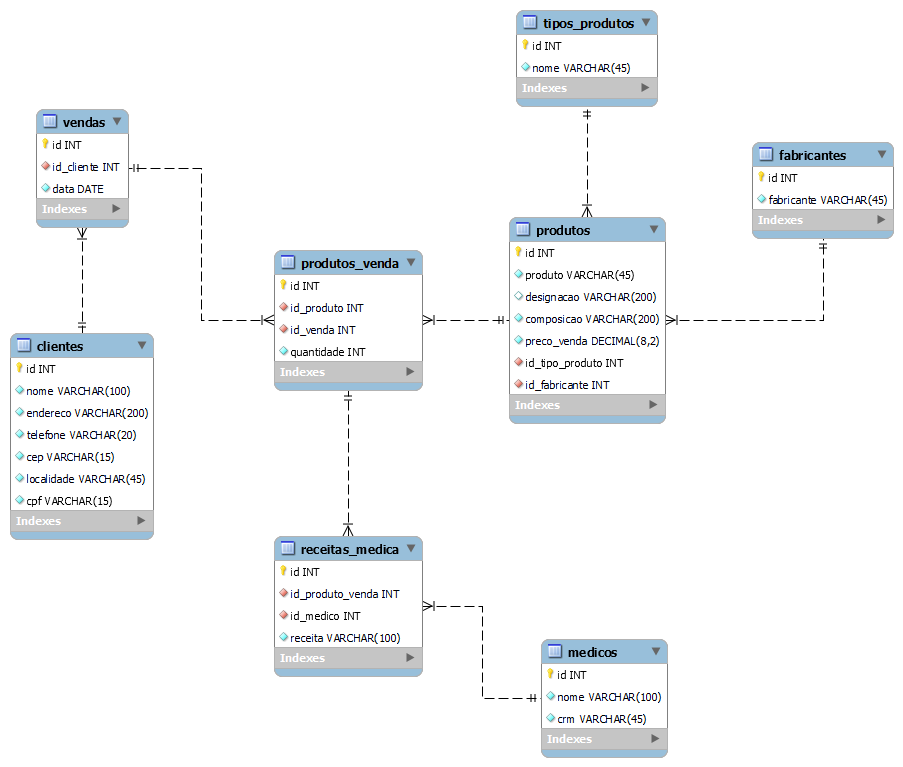 tipos_produtos
id INT
nome VARCHAR(45)
Indexes
vendas
id INT
id_cliente INT
data DATE
Indexes
fabricantes
id INT
fabricante VARCHAR(45)
Indexes
produtos
id INT
produto VARCHAR(45)
designacao VARCHAR(200)
composicao VARCHAR(200)
preco_venda DECIMAL(8,2)
id_tipo_produto INT
id_fabricante INT
Indexes
produtos_venda
id INT
id_produto INT
id_venda INT
quantidade INT
Indexes
clientes
id INT
nome VARCHAR(100)
endereco VARCHAR(200)
telefone VARCHAR(20)
cep VARCHAR(15)
localidade VARCHAR(45)
cpf VARCHAR(15)
Indexes
receitas_medica
id INT
id_produto_venda INT
id_medico INT
receita VARCHAR(100)
Indexes
medicos
id INT
nome VARCHAR(100)
crm VARCHAR(45)
Indexes